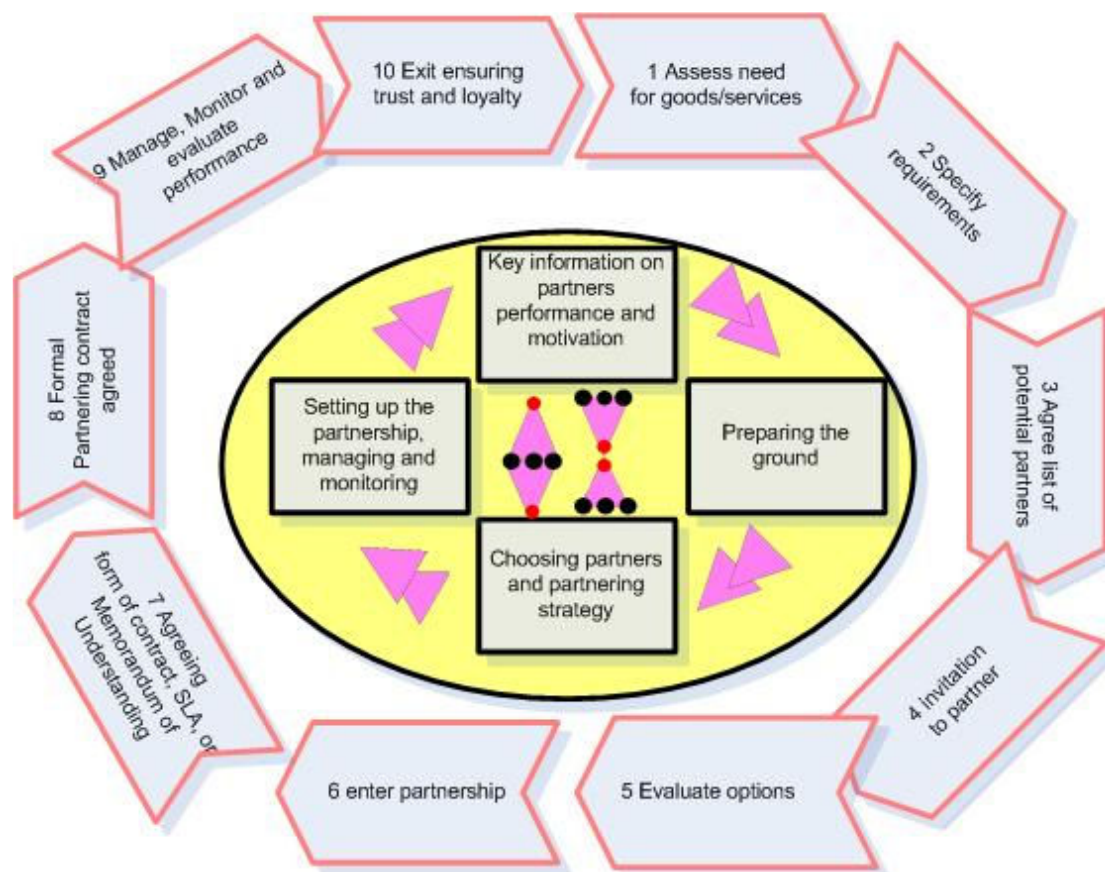 1 Assess need
for goods/services
2 Specify
requirements
3 Agree list of
potential partners
4 invitation
to partner
5 Evaluate options
6 enter partnership
7 Agreeing
form of contract, SLA, or
Memorandum of
Understanding
8 Formal
Partnering contract
agreed
9 Manage, Monitor and
evaluate
performance
10 Exit ensuring
trust and loyalty
Key information on
partners
performance and
motivation
Preparing the
ground
Choosing partners
and partnering
strategy
Setting up the
partnership,
managing and
monitoring